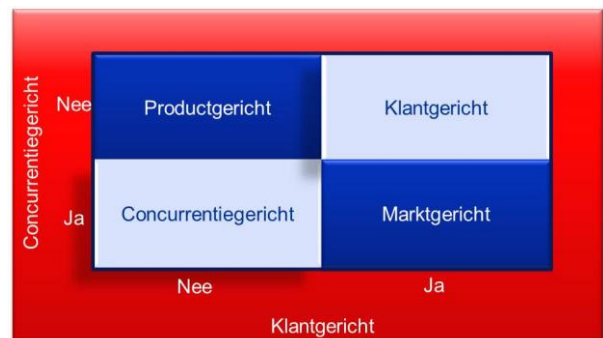 Concurrentiegericht
Nee
Productgericht
Klantgericht
Ja
Concurrentiegericht
Marktgericht
Nee
Ja
Klantgericht